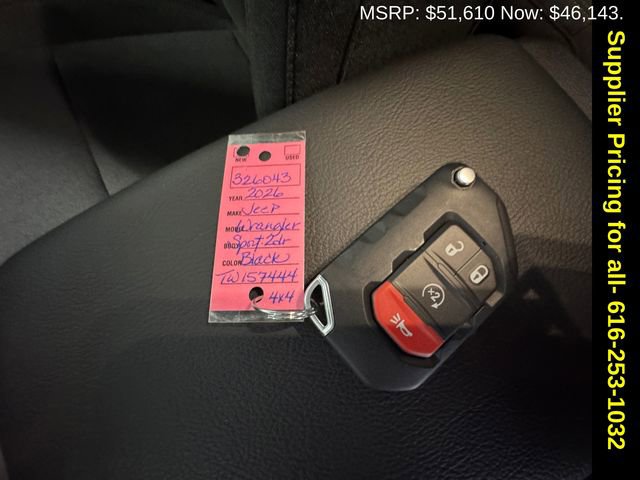 MSRP: $51,610 Now: $46,143.
Supplier Pricing for all- 616-253-1032
NEW USED
326043
YEAR 2026
MAKE Jeep
MODEL Wrangler
BODY Sport 2dr
COLOR Black
TW157444
4x4
x2